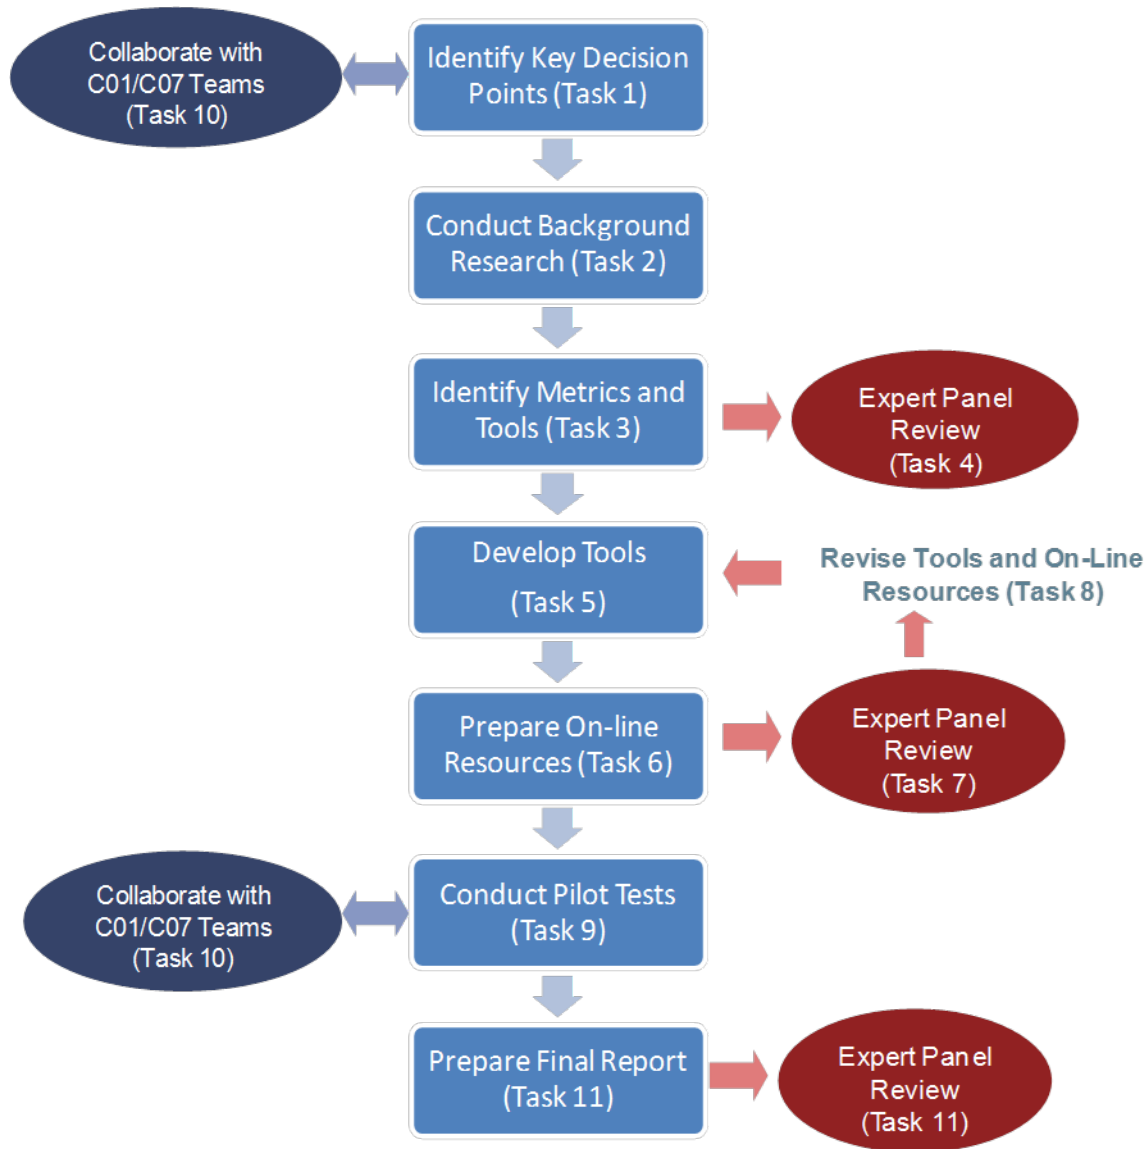 Collaborate with
C01/C07 Teams
(Task 10)
Identify Key Decision
Points (Task 1)
Conduct Background
Research (Task 2)
Identify Metrics and
Tools (Task 3)
Expert Panel
Review
(Task 4)
Develop Tools
(Task 5)
Revise Tools and On-Line
Resources (Task 8)
Prepare On-line
Resources (Task 6)
Expert Panel
Review
(Task 7)
Collaborate with
C01/C07 Teams
(Task 10)
Conduct Pilot Tests
(Task 9)
Prepare Final Report
(Task 11)
Expert Panel
Review
(Task 11)